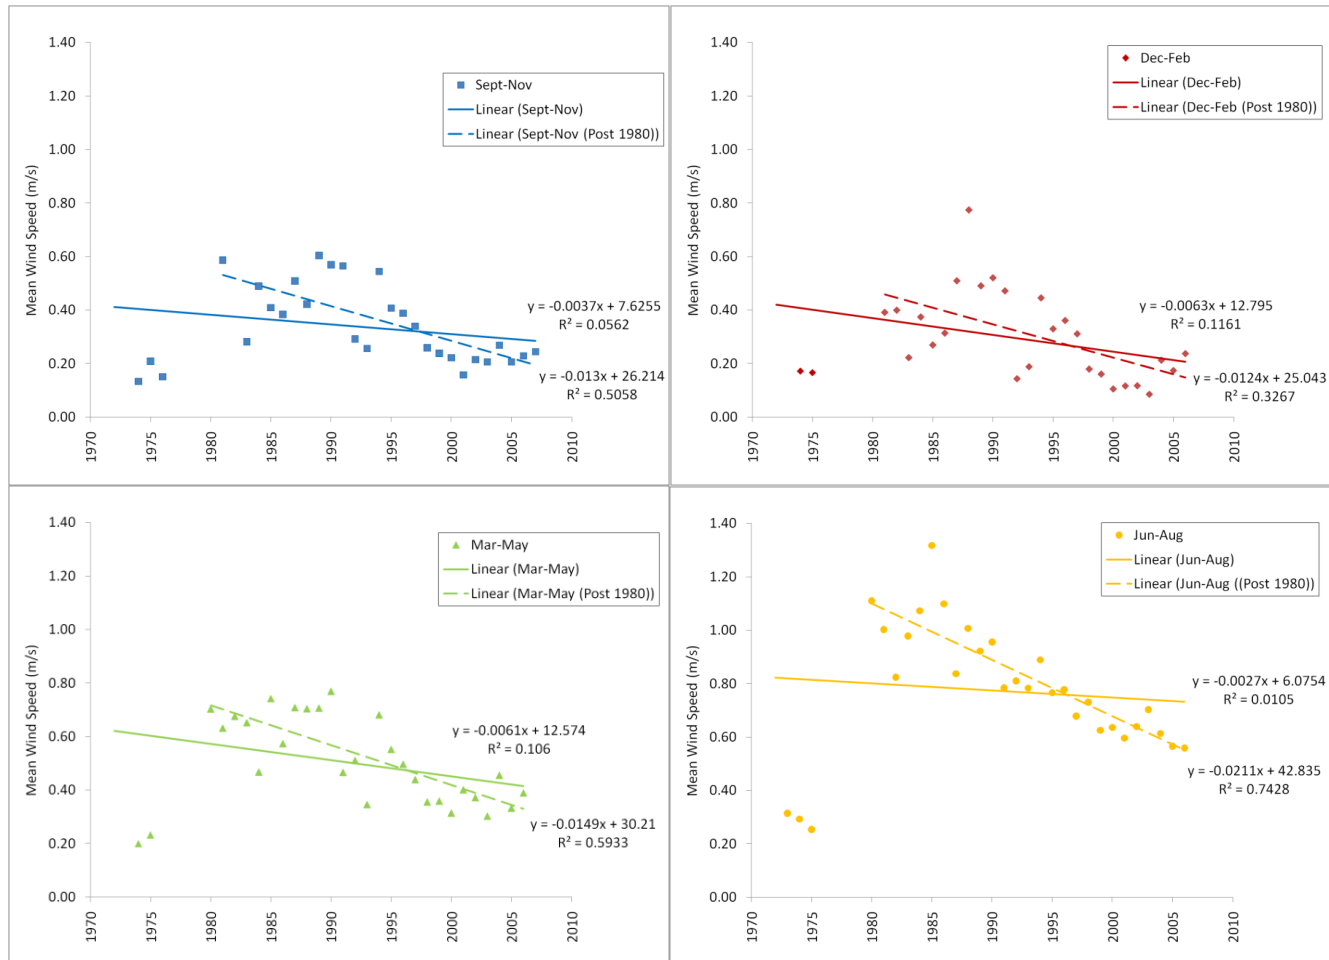 1.40
1.20
1.00
0.80
0.60
0.40
0.20
0.00
Mean Wind Speed (m/s)
1970
1975
1980
1985
1990
1995
2000
2005
2010
Sept-Nov
Linear (Sept-Nov)
Linear (Sept-Nov (Post 1980))
y = -0.0037x + 7.6255
R² = 0.0562
y = -0.013x + 26.214
R² = 0.5058
1.40
1.20
1.00
0.80
0.60
0.40
0.20
0.00
Mean Wind Speed (m/s)
1970
1975
1980
1985
1990
1995
2000
2005
2010
Dec-Feb
Linear (Dec-Feb)
Linear (Dec-Feb (Post 1980))
y = -0.0063x + 12.795
R² = 0.1161
y = -0.0124x + 25.043
R² = 0.3267
1.40
1.20
1.00
0.80
0.60
0.40
0.20
0.00
Mean Wind Speed (m/s)
1970
1975
1980
1985
1990
1995
2000
2005
2010
Mar-May
Linear (Mar-May)
Linear (Mar-May (Post 1980))
y = -0.0061x + 12.574
R² = 0.106
y = -0.0149x + 30.21
R² = 0.5933
1.40
1.20
1.00
0.80
0.60
0.40
0.20
0.00
Mean Wind Speed (m/s)
1970
1975
1980
1985
1990
1995
2000
2005
2010
Jun-Aug
Linear (Jun-Aug)
Linear (Jun-Aug ((Post 1980))
y = -0.0027x + 6.0754
R² = 0.0105
y = -0.0211x + 42.835
R² = 0.7428